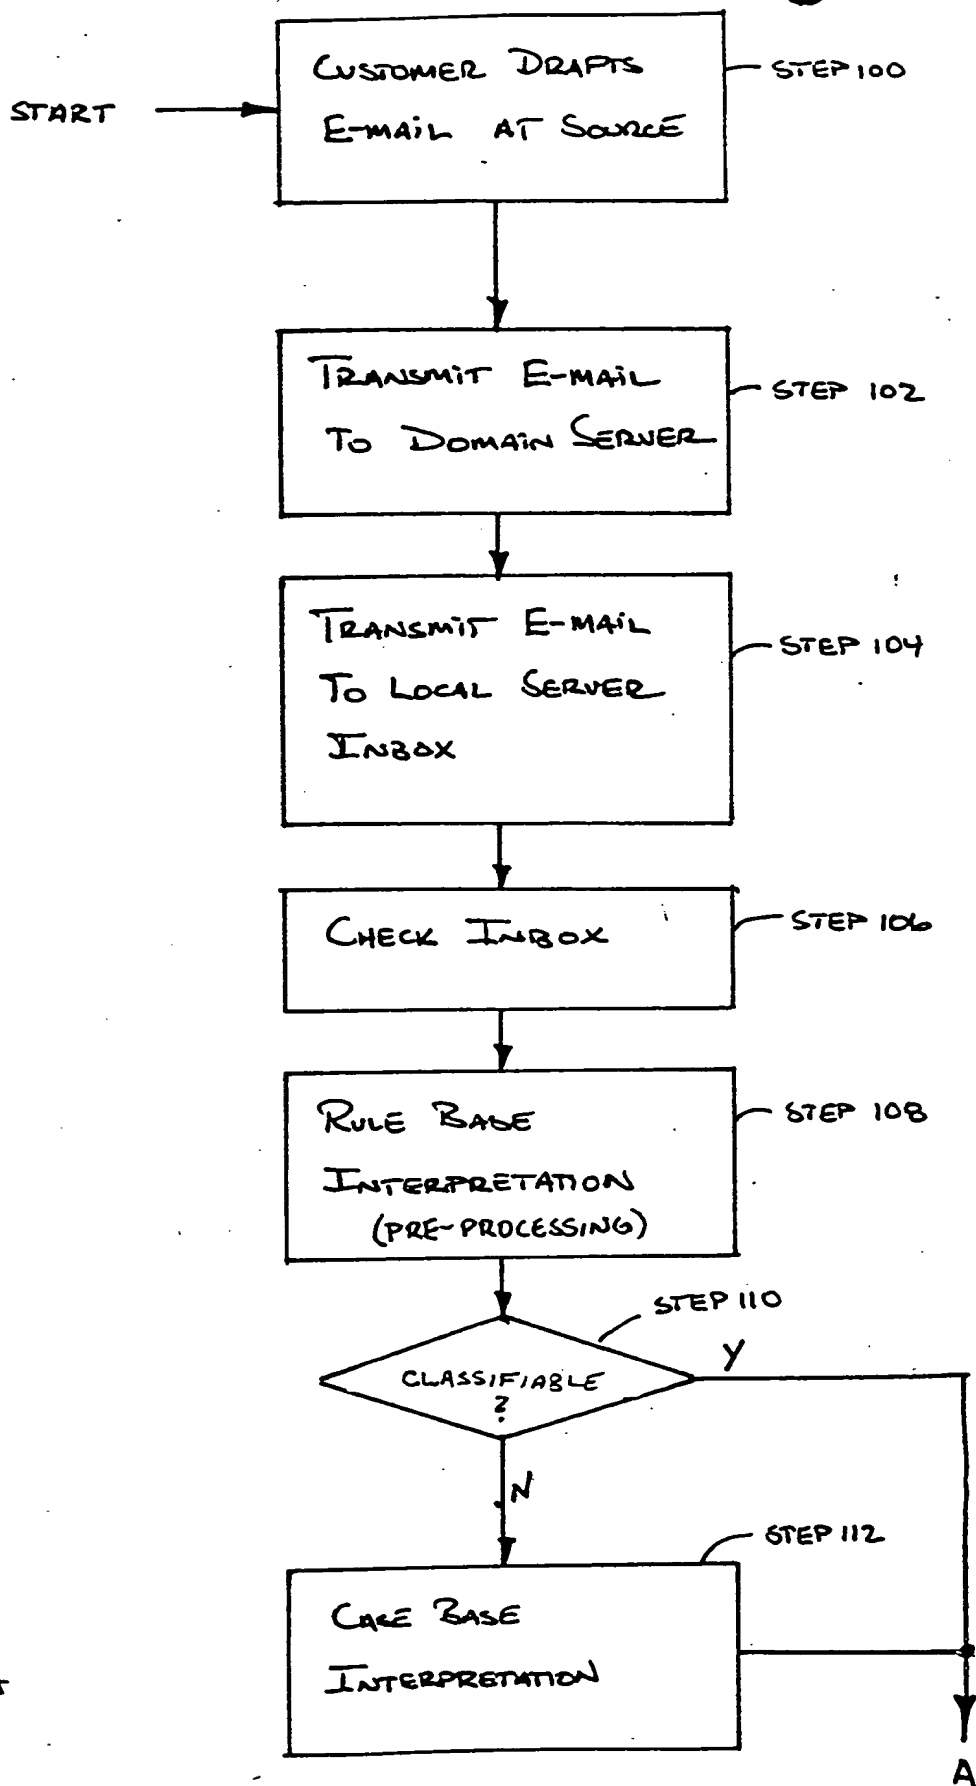 CUSTOMER DRAFTS
E-MAIL AT SOURCE
STEP 100
START
TRANSMIT E-MAIL
TO DOMAIN SERVER
STEP 102
TRANSMIT E-MAIL
TO LOCAL SERVER
INBOX
STEP 104
CHECK INBOX
STEP 106
RULE BASE
INTERPRETATION
(PRE-PROCESSING)
STEP 108
STEP 110
CLASSIFIABLE
?
Y
N
STEP 112
CASE BASE
INTERPRETATION
A